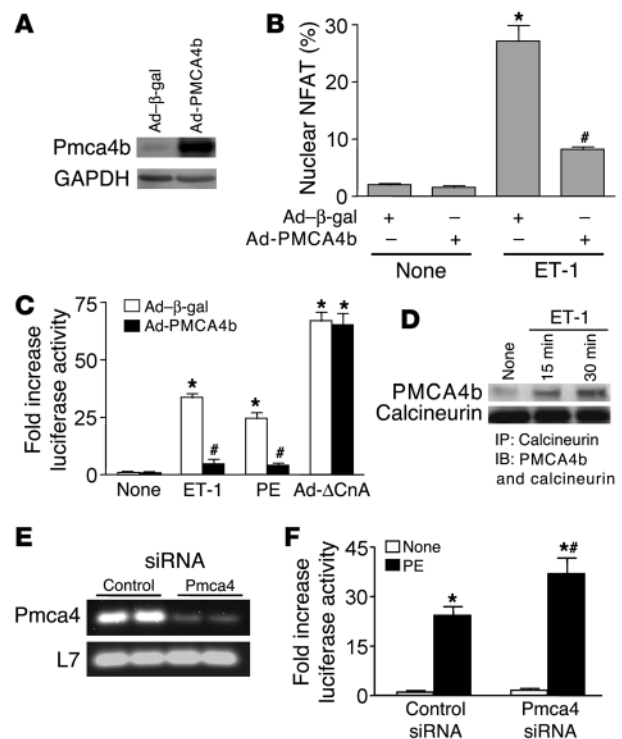 A
Ad–β-gal
Ad-PMCA4b
Pmca4b
GAPDH
B
Nuclear NFAT (%)
30
20
10
0
*
#
Ad–β-gal + – + –
Ad-PMCA4b – + – +
None ET-1
C
Fold increase
luciferase activity
75
50
25
0
Ad–β-gal
Ad-PMCA4b
* # * # * *
None ET-1 PE Ad-ΔCnA
D
ET-1
None
15 min
30 min
PMCA4b
Calcineurin
IP: Calcineurin
IB: PMCA4b
and calcineurin
E
siRNA
Control Pmca4
Pmca4
L7
F
Fold increase
luciferase activity
45
30
15
0
None
PE
* *#
Control
siRNA
Pmca4
siRNA